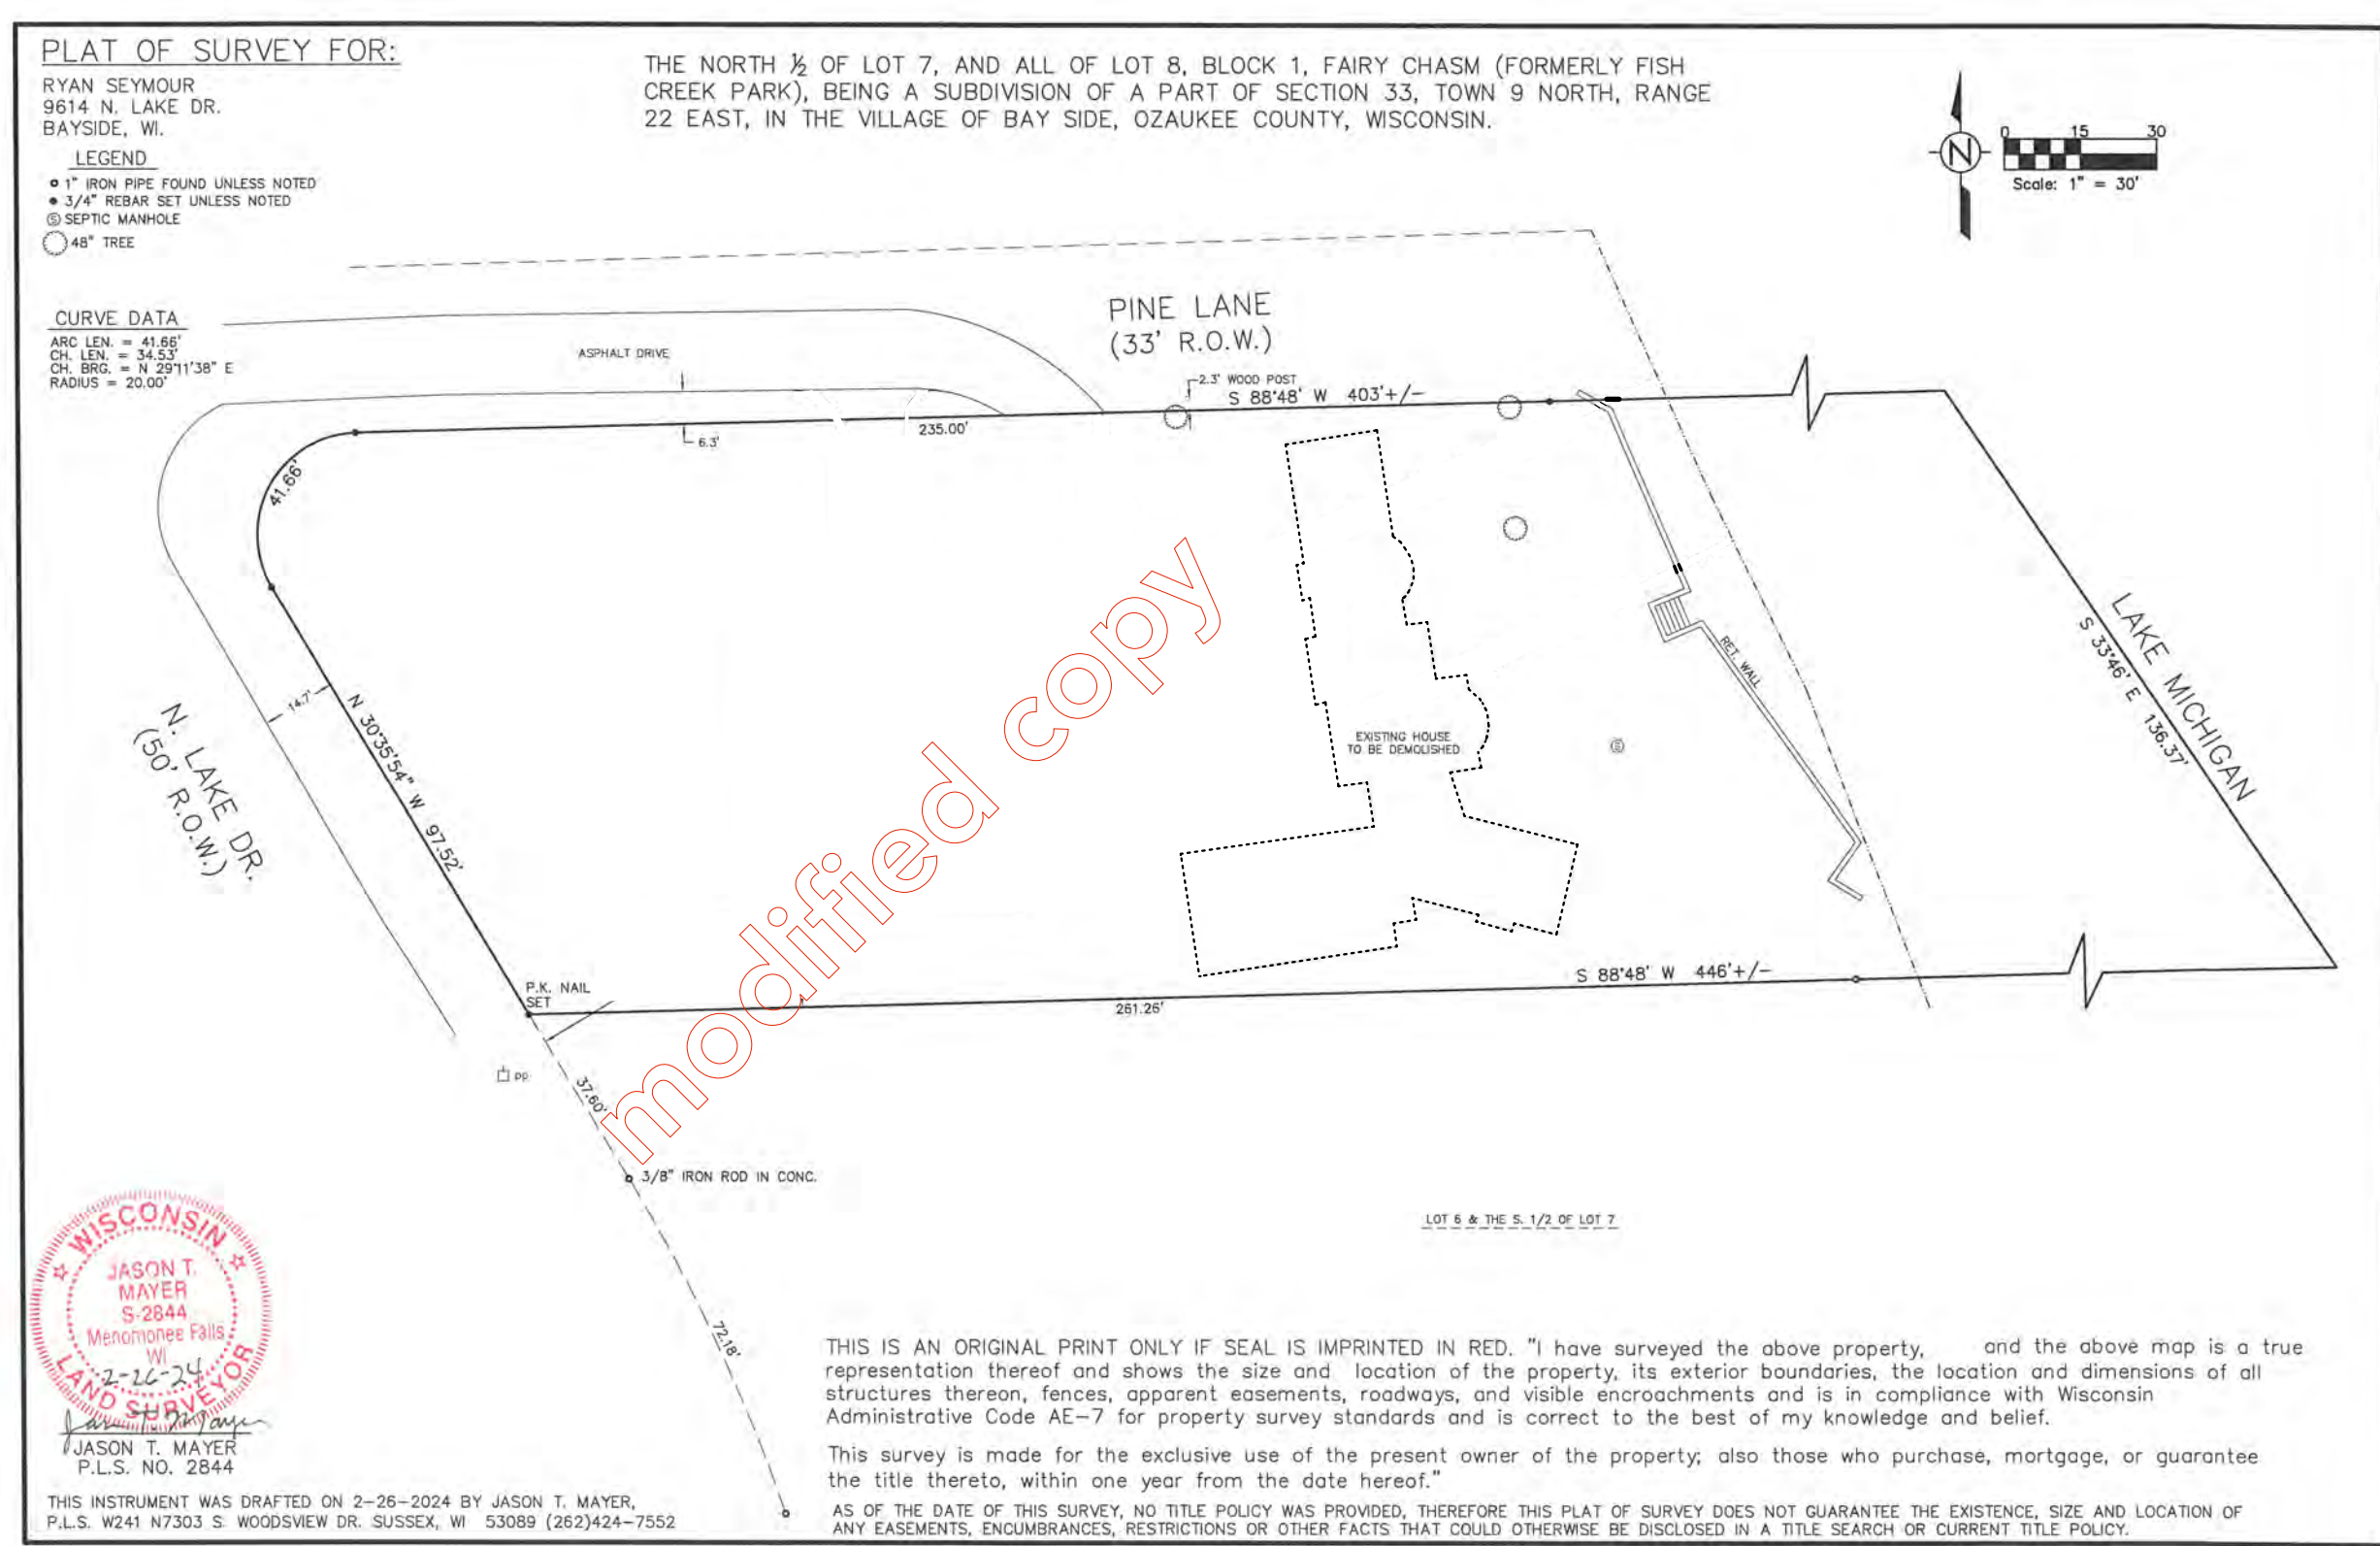 PLAT OF SURVEY FOR:
RYAN SEYMOUR
9614 N. LAKE DR.
BAYSIDE, WI.
LEGEND
1" IRON PIPE FOUND UNLESS NOTED
3/4" REBAR SET UNLESS NOTED
Ⓢ SEPTIC MANHOLE
48" TREE
CURVE DATA
ARC LEN. = 41.66'
CH. LEN. = 34.53'
CH. BRG. = N 29°11'38" E
RADIUS = 20.00'
THE NORTH ½ OF LOT 7, AND ALL OF LOT 8, BLOCK 1, FAIRY CHASM (FORMERLY FISH
CREEK PARK), BEING A SUBDIVISION OF A PART OF SECTION 33, TOWN 9 NORTH, RANGE
22 EAST, IN THE VILLAGE OF BAY SIDE, OZAUKEE COUNTY, WISCONSIN.
N
0 15 30
Scale: 1" = 30'
PINE LANE
(33' R.O.W.)
ASPHALT DRIVE
2.3' WOOD POST
S 88°48' W 403'+/-
235.00'
6.3'
41.66'
14.7'
N 30°35'54" W 97.52'
N. LAKE DR.
(50' R.O.W.)
EXISTING HOUSE
TO BE DEMOLISHED
Ⓢ
RET. WALL
LAKE MICHIGAN
S 33°46' E 136.37'
modified copy
P.K. NAIL
SET
S 88°48' W 446'+/-
261.26'
PP
37.60'
3/8" IRON ROD IN CONC.
72.18'
LOT 6 & THE S. 1/2 OF LOT 7
WISCONSIN
JASON T.
MAYER
S-2844
Menomonee Falls
WI
2-26-24
LAND SURVEYOR
Jason T. Mayer
JASON T. MAYER
P.L.S. NO. 2844
THIS INSTRUMENT WAS DRAFTED ON 2-26-2024 BY JASON T. MAYER,
P.L.S. W241 N7303 S. WOODSVIEW DR. SUSSEX, WI 53089 (262)424-7552
THIS IS AN ORIGINAL PRINT ONLY IF SEAL IS IMPRINTED IN RED. "I have surveyed the above property, and the above map is a true
representation thereof and shows the size and location of the property, its exterior boundaries, the location and dimensions of all
structures thereon, fences, apparent easements, roadways, and visible encroachments and is in compliance with Wisconsin
Administrative Code AE-7 for property survey standards and is correct to the best of my knowledge and belief.
This survey is made for the exclusive use of the present owner of the property; also those who purchase, mortgage, or guarantee
the title thereto, within one year from the date hereof."
AS OF THE DATE OF THIS SURVEY, NO TITLE POLICY WAS PROVIDED, THEREFORE THIS PLAT OF SURVEY DOES NOT GUARANTEE THE EXISTENCE, SIZE AND LOCATION OF
ANY EASEMENTS, ENCUMBRANCES, RESTRICTIONS OR OTHER FACTS THAT COULD OTHERWISE BE DISCLOSED IN A TITLE SEARCH OR CURRENT TITLE POLICY.